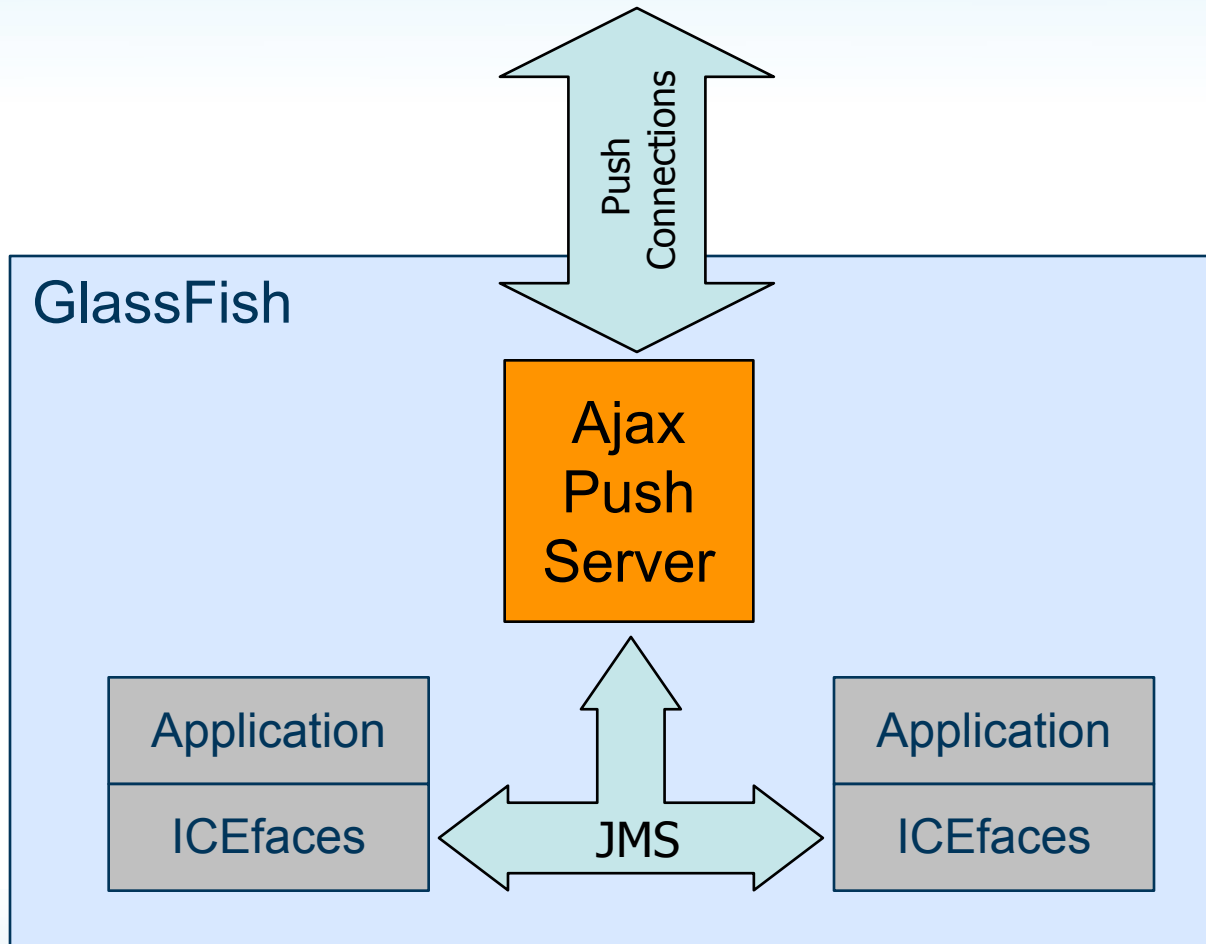 Push
Connections
GlassFish
Ajax
Push
Server
Application
ICEfaces
JMS
Application
ICEfaces